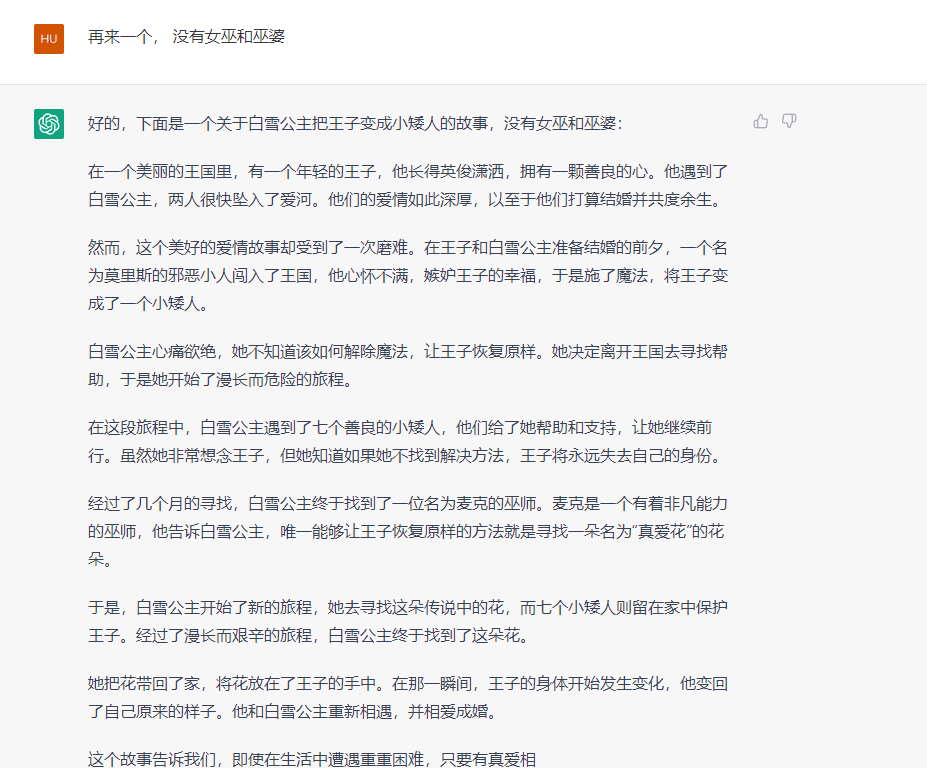 HU
再来一个， 没有女巫和巫婆
好的，下面是一个关于白雪公主把王子变成小矮人的故事，没有女巫和巫婆：
在一个美丽的王国里，有一个年轻的王子，他长得英俊潇洒，拥有一颗善良的心。他遇到了
白雪公主，两人很快坠入了爱河。他们的爱情如此深厚，以至于他们打算结婚并共度余生。
然而，这个美好的爱情故事却受到了一次磨难。在王子和白雪公主准备结婚的前夕，一个名
为莫里斯的邪恶小人闯入了王国，他心怀不满，嫉妒王子的幸福，于是施了魔法，将王子变
成了一个小矮人。
白雪公主心痛欲绝，她不知道该如何解除魔法，让王子恢复原样。她决定离开王国去寻找帮
助，于是她开始了漫长而危险的旅程。
在这段旅程中，白雪公主遇到了七个善良的小矮人，他们给了她帮助和支持，让她继续前
行。虽然她非常想念王子，但她知道如果她不找到解决方法，王子将永远失去自己的身份。
经过了几个月的寻找，白雪公主终于找到了一位名为麦克的巫师。麦克是一个有着非凡能力
的巫师，他告诉白雪公主，唯一能够让王子恢复原样的方法就是寻找一朵名为“真爱花”的花
朵。
于是，白雪公主开始了新的旅程，她去寻找这朵传说中的花，而七个小矮人则留在家中保护
王子。经过了漫长而艰辛的旅程，白雪公主终于找到了这朵花。
她把花带回了家，将花放在了王子的手中。在那一瞬间，王子的身体开始发生变化，他变回
了自己原来的样子。他和白雪公主重新相遇，并相爱成婚。
这个故事告诉我们，即使在生活中遭遇重重困难，只要有真爱相